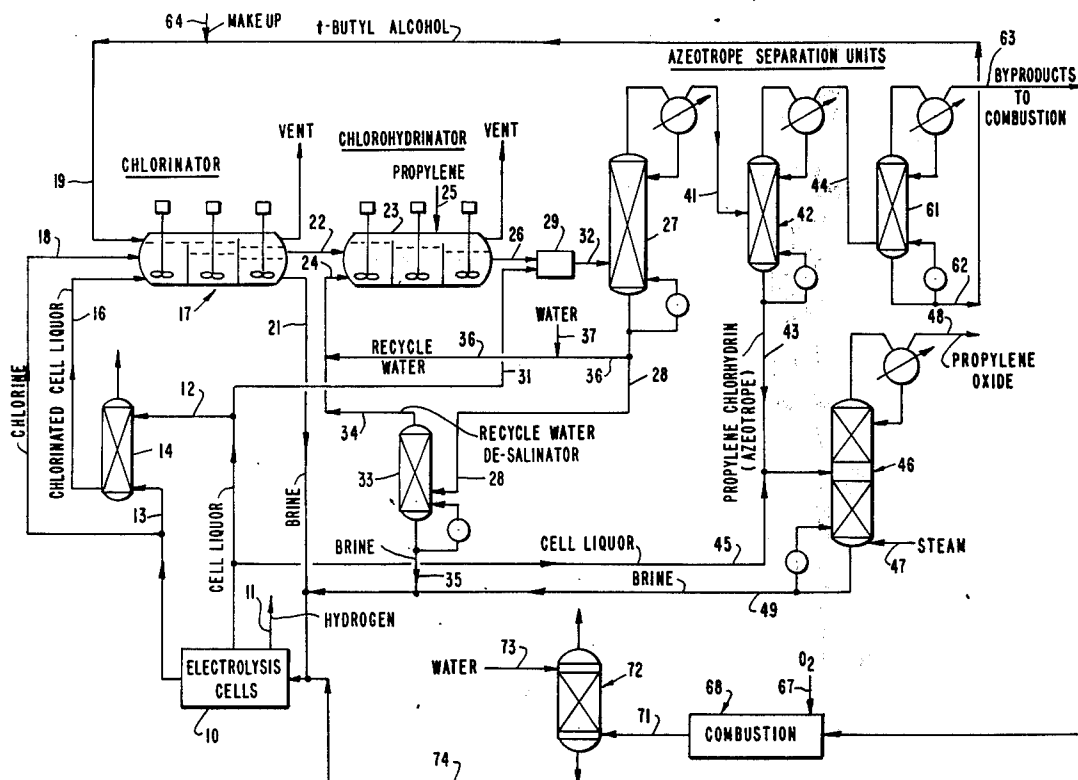 64
MAKEUP
t-BUTYL ALCOHOL
63
AZEOTROPE SEPARATION UNITS
BYPRODUCTS
TO
COMBUSTION
VENT
CHLOROHYDRINATOR
VENT
CHLORINATOR
PROPYLENE
25
19
41
44
61
18
22
23
26
29
32
27
42
24
16
17
21
WATER
37
62
48
43
PROPYLENE
OXIDE
RECYCLE
WATER
36
31
36
28
12
14
34
RECYCLE WATER
DE-SALINATOR
33
28
46
CHLORINE
CHLORINATED CELL LIQUOR
13
CELL LIQUOR
BRINE
PROPYLENE CHLORHYDRIN
(AZEOTROPE)
CELL LIQUOR
45
STEAM
47
BRINE
35
BRINE
49
11
HYDROGEN
ELECTROLYSIS
CELLS
10
WATER
73
72
O2
67
68
COMBUSTION
71
74